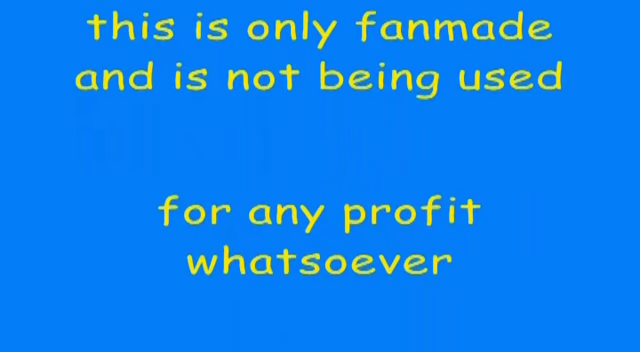 this is only fanmade
and is not being used
for any profit
whatsoever